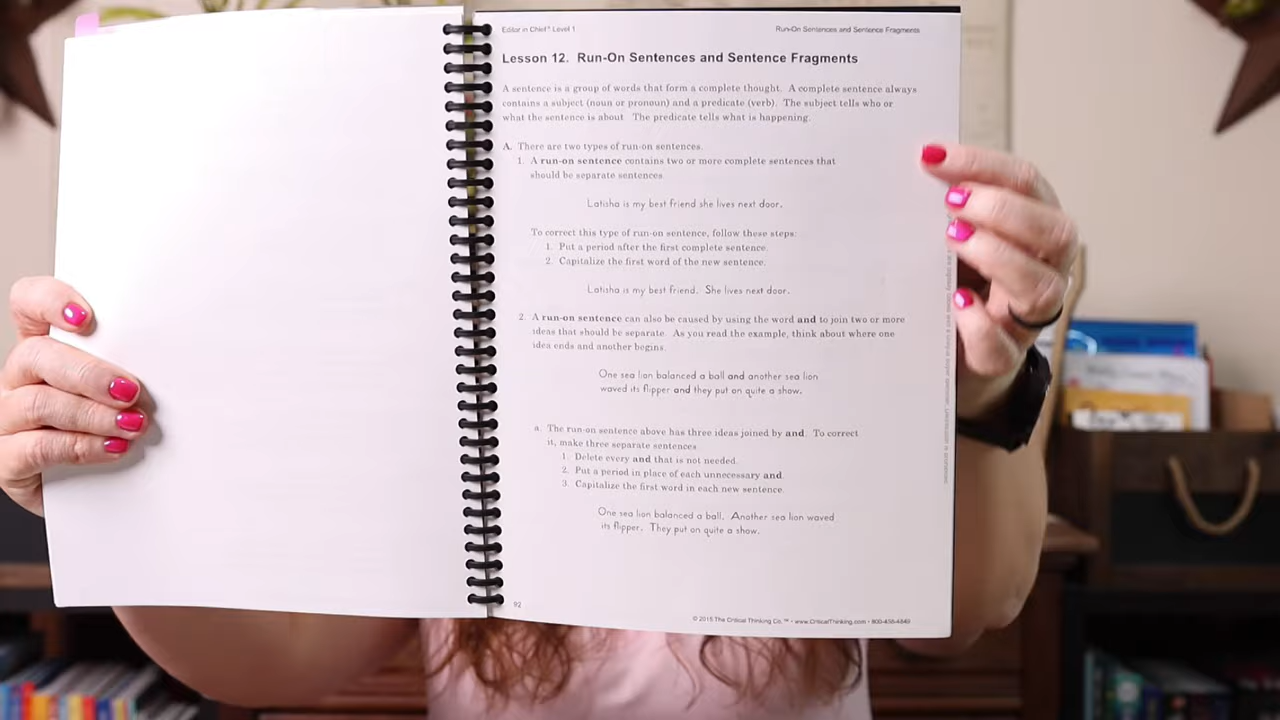 Editor in Chief® Level 1
Run-On Sentences and Sentence Fragments
Lesson 12. Run-On Sentences and Sentence Fragments
A sentence is a group of words that form a complete thought. A complete sentence always
contains a subject (noun or pronoun) and a predicate (verb). The subject tells who or
what the sentence is about. The predicate tells what is happening.
A. There are two types of run-on sentences.
1. A run-on sentence contains two or more complete sentences that
should be separate sentences.
Latisha is my best friend she lives next door.
To correct this type of run-on sentence, follow these steps:
1. Put a period after the first complete sentence.
2. Capitalize the first word of the new sentence.
Latisha is my best friend. She lives next door.
2. A run-on sentence can also be caused by using the word and to join two or more
ideas that should be separate. As you read the example, think about where one
idea ends and another begins.
One sea lion balanced a ball and another sea lion
waved its flipper and they put on quite a show.
a. The run-on sentence above has three ideas joined by and. To correct
it, make three separate sentences.
1. Delete every and that is not needed.
2. Put a period in place of each unnecessary and.
3. Capitalize the first word in each new sentence.
One sea lion balanced a ball. Another sea lion waved
its flipper. They put on quite a show.
92
© 2015 The Critical Thinking Co.™ • www.CriticalThinking.com • 800-458-4849